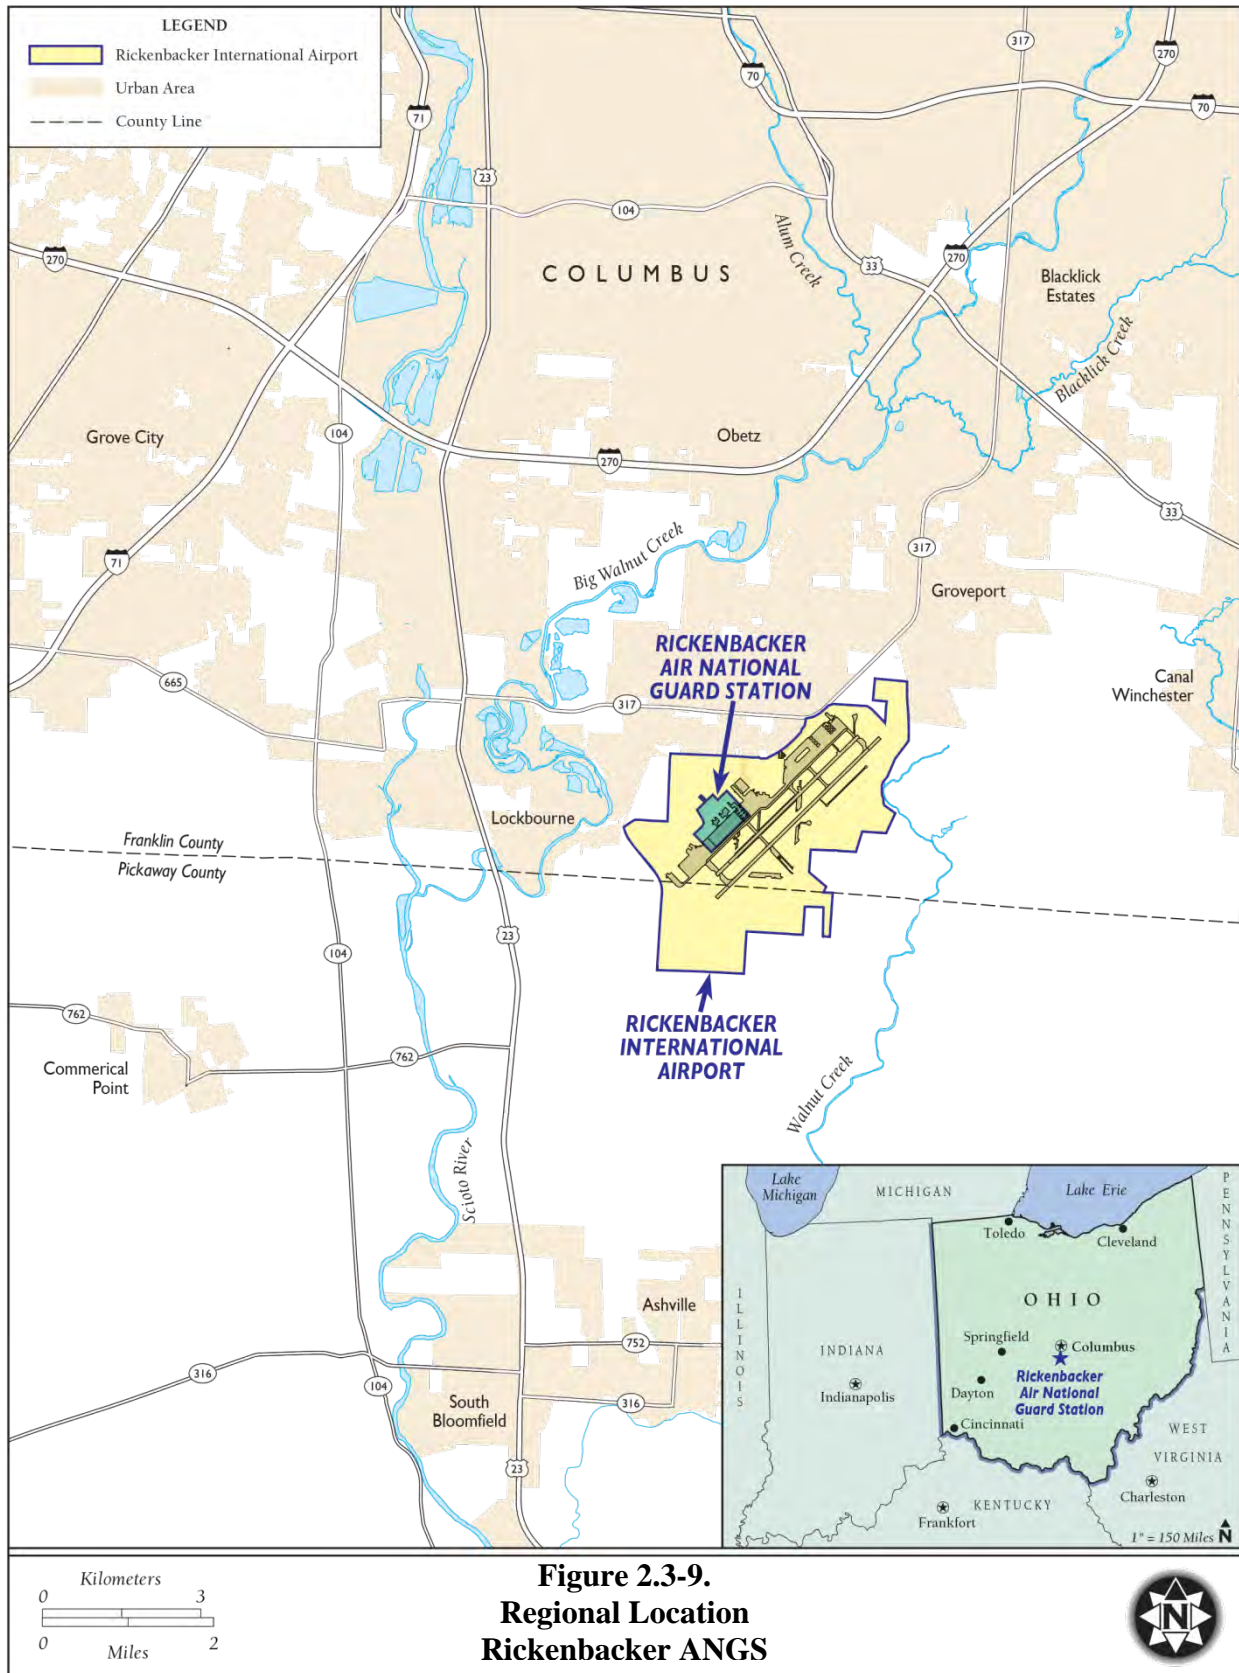 LEGEND
Rickenbacker International Airport
Urban Area
County Line
317
270
70
70
71
23
104
Alum Creek
33
270
270
COLUMBUS
Blacklick
Estates
Blacklick Creek
104
Grove City
Obetz
270
33
71
Big Walnut Creek
317
Groveport
RICKENBACKER
AIR NATIONAL
GUARD STATION
Canal
Winchester
665
317
Lockbourne
Franklin County
Pickaway County
23
104
762
RICKENBACKER
INTERNATIONAL
AIRPORT
762
Commerical
Point
Walnut Creek
Scioto River
Ashville
752
316
104
South
Bloomfield
316
23
Lake
Michigan
MICHIGAN
Lake Erie
PENNSYLVANIA
Toledo
Cleveland
ILLINOIS
OHIO
Springfield
Columbus
INDIANA
Rickenbacker
Air National
Guard Station
Indianapolis
Dayton
Cincinnati
WEST
VIRGINIA
Charleston
KENTUCKY
Frankfort
1" = 150 Miles
N
Kilometers
0 3
0 2
Miles
Figure 2.3-9.
Regional Location
Rickenbacker ANGS
N